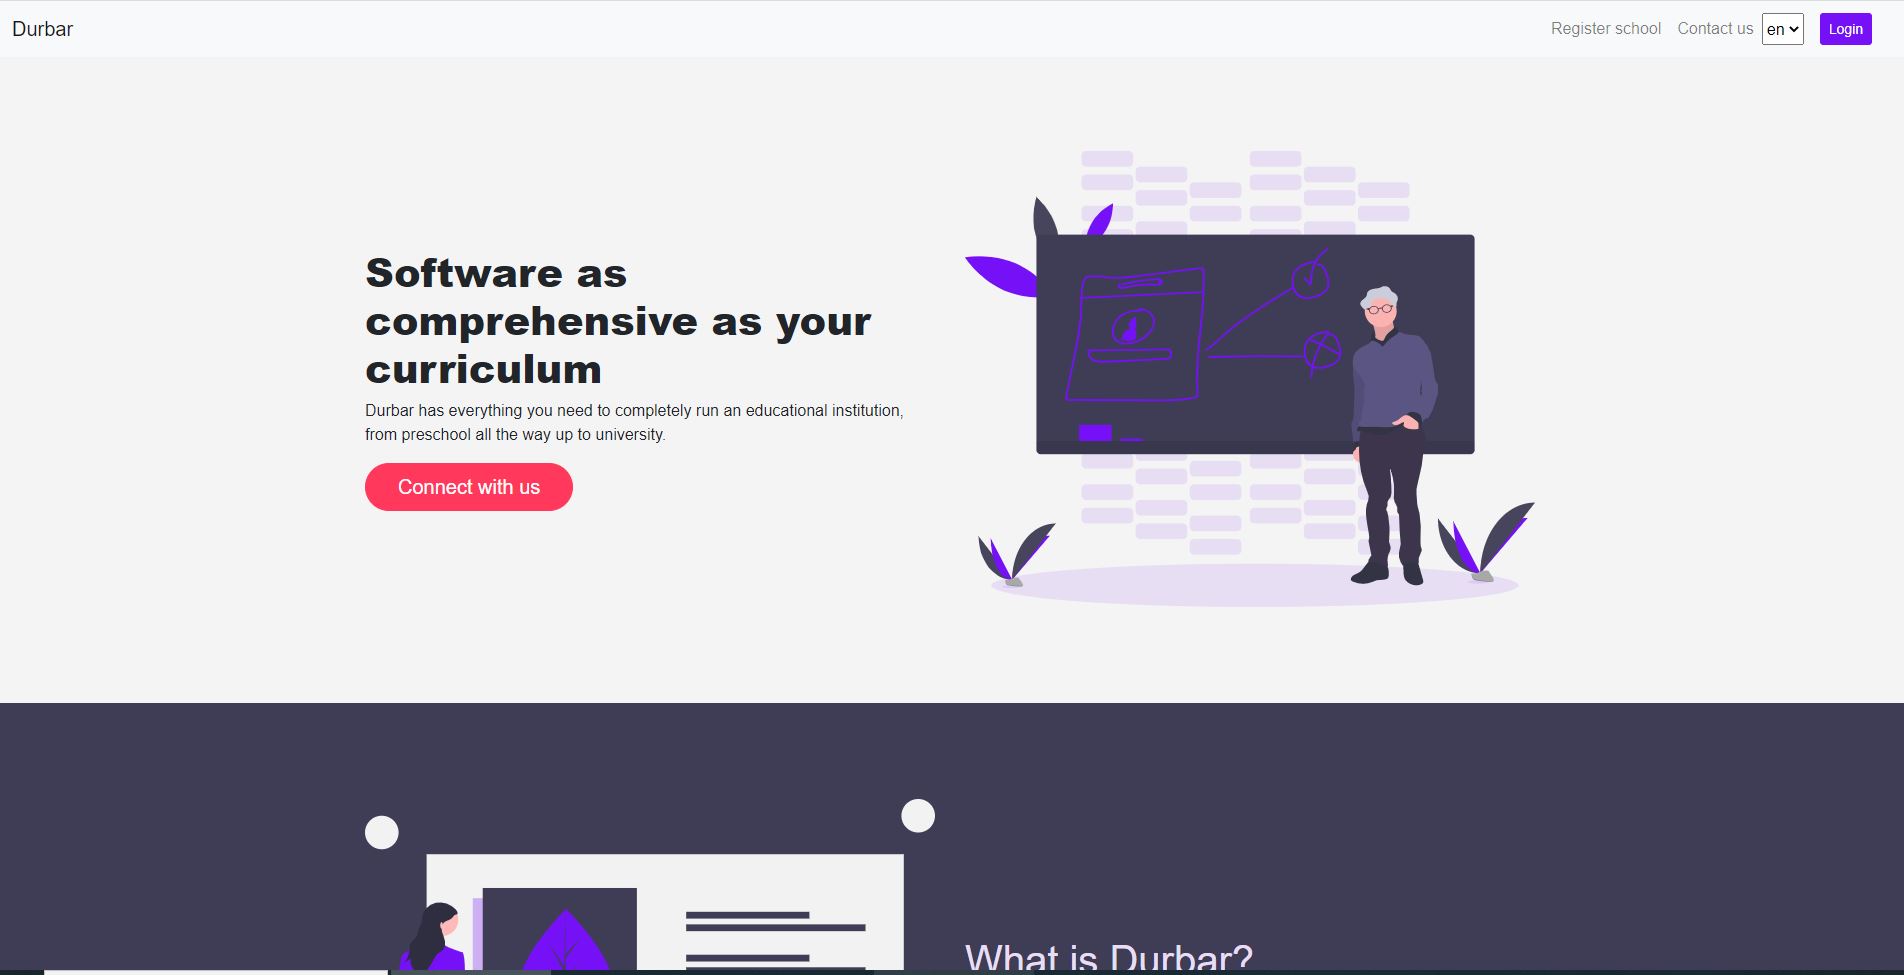 Durbar
Register school
Contact us
en
Login
Software as
comprehensive as your
curriculum
Durbar has everything you need to completely run an educational institution,
from preschool all the way up to university.
Connect with us
What is Durbar?